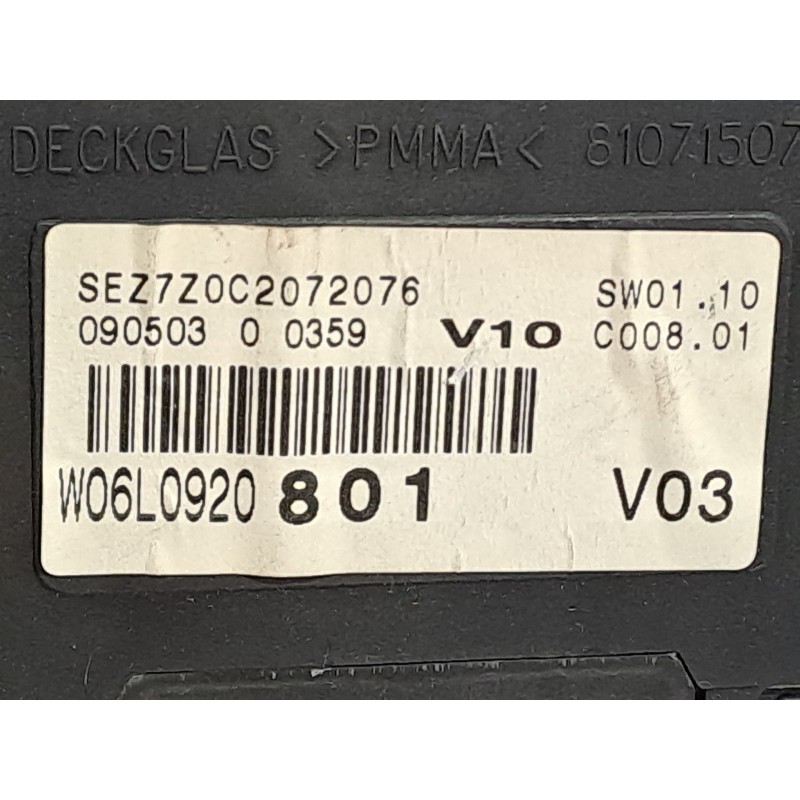 DECKGLAS >PMMA< 81071507
SEZ7Z0C2072076 SW01.10
090503 0 0359 V10 C008.01
W06L0920 801 V03